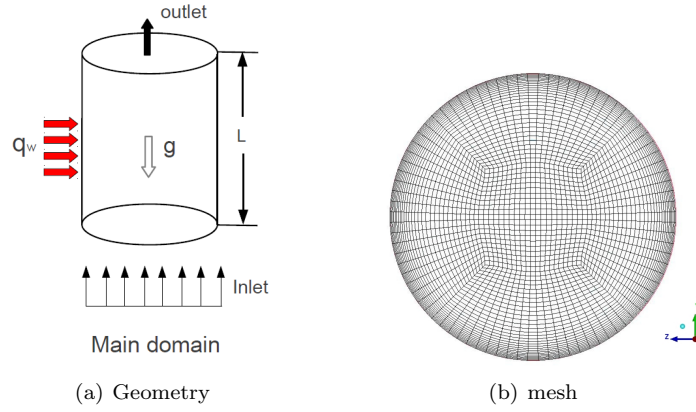 outlet
qw
g
L
Inlet
Main domain
z
(a) Geometry
(b) mesh